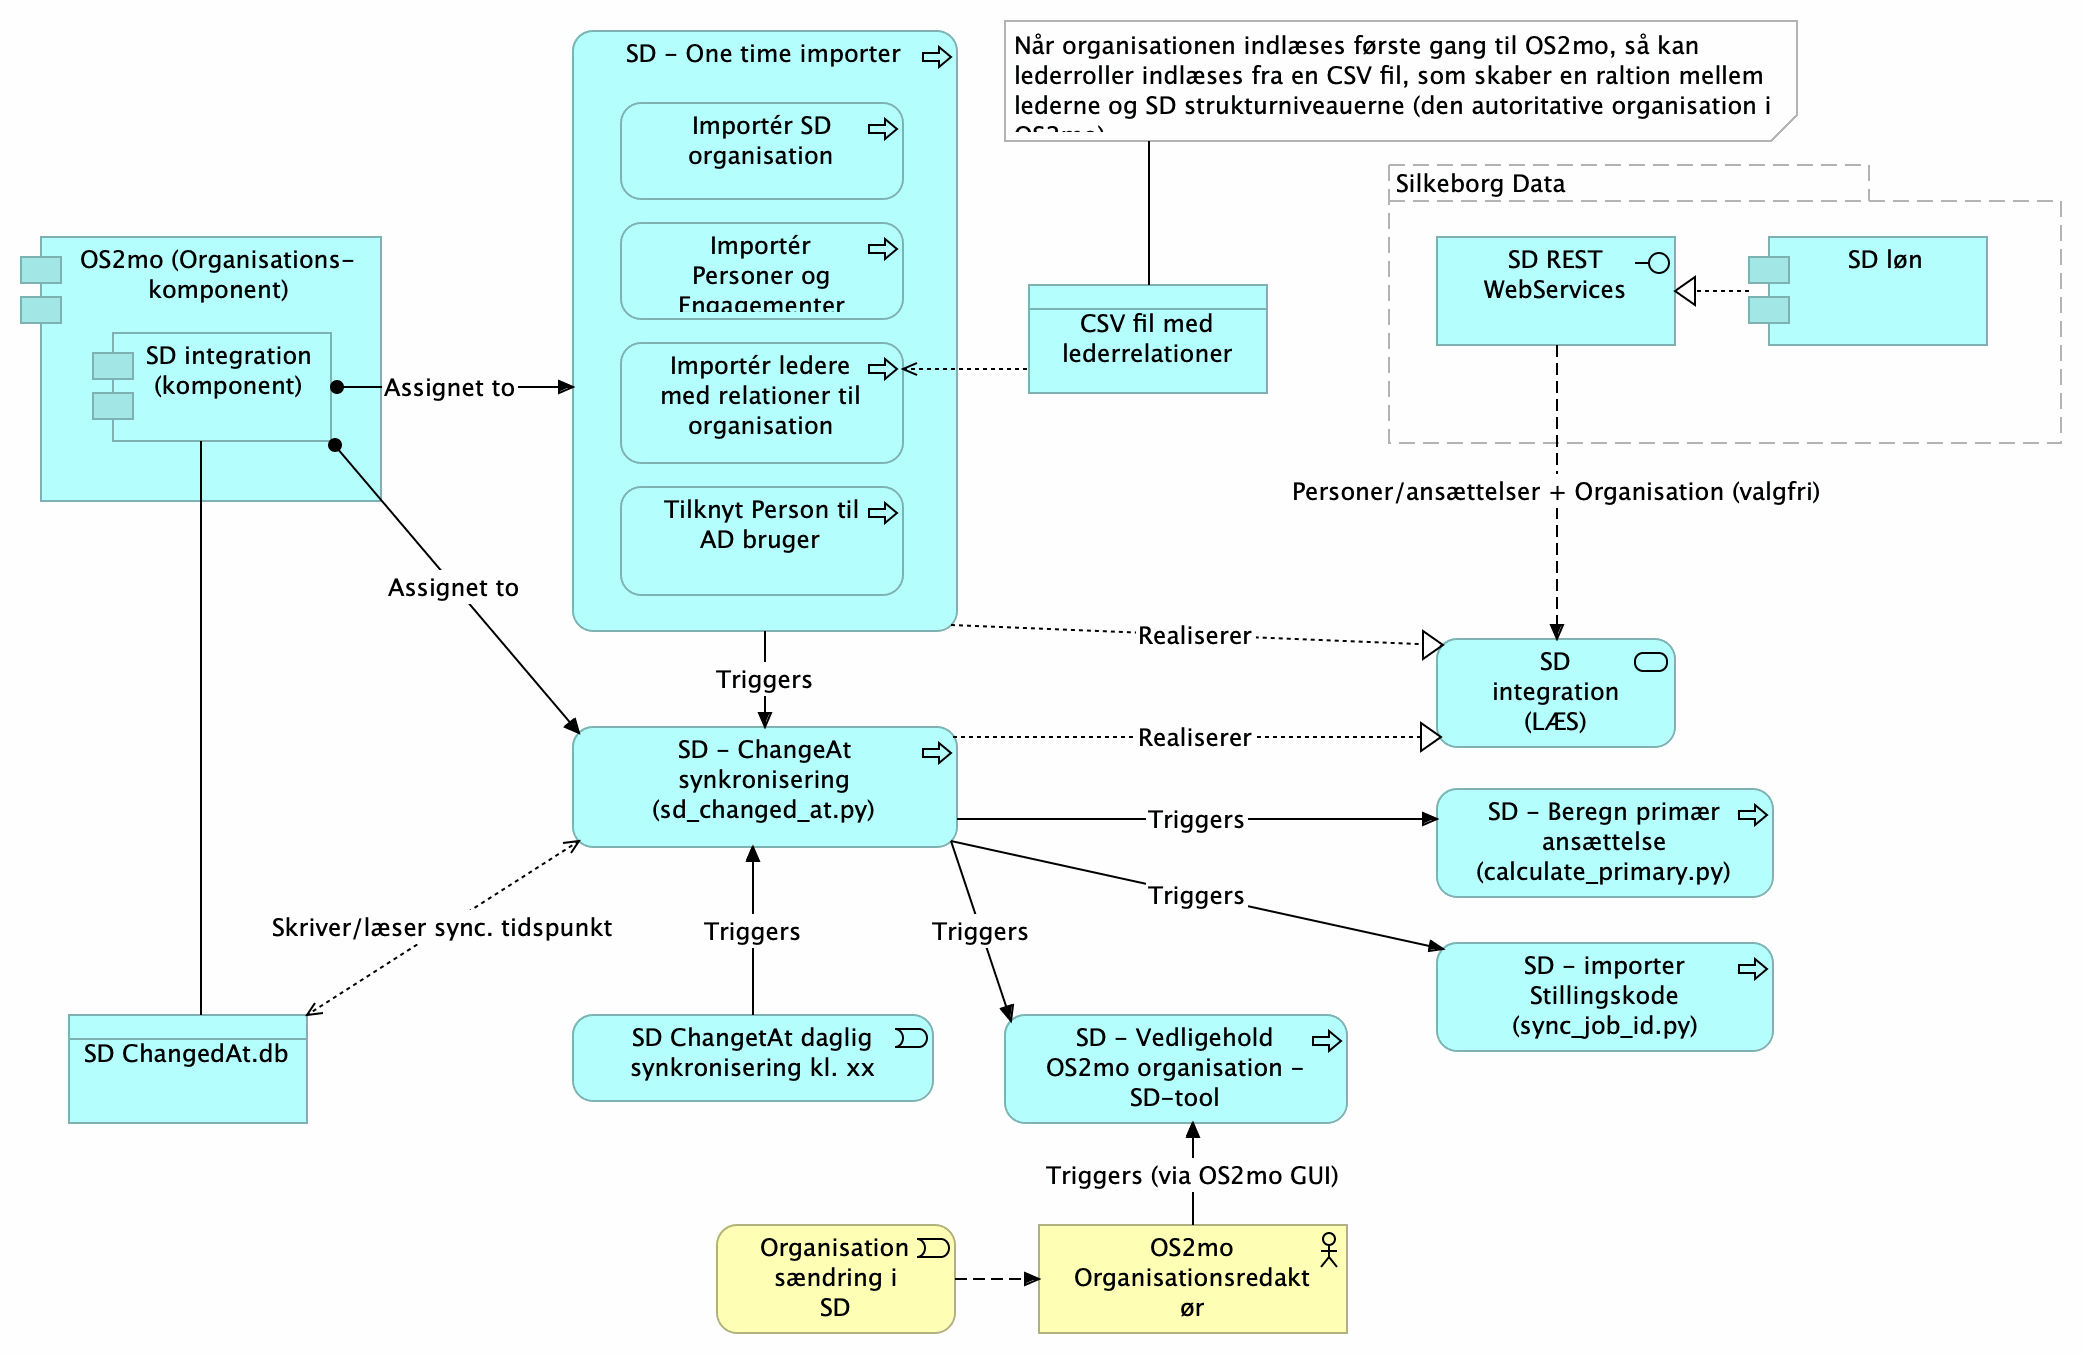 SD – One time importer
Importér SD
organisation
Importér
Personer og
Engagementer
Importér ledere
med relationer til
organisation
Tilknyt Person til
AD bruger
Når organisationen indlæses første gang til OS2mo, så kan
lederroller indlæses fra en CSV fil, som skaber en raltion mellem
lederne og SD strukturniveauerne (den autoritative organisation i
OS2mo)
Silkeborg Data
SD REST
WebServices
SD løn
OS2mo (Organisations-
komponent)
SD integration
(komponent)
Assignet to
CSV fil med
lederrelationer
Personer/ansættelser + Organisation (valgfri)
Assignet to
Realiserer
Triggers
SD
integration
(LÆS)
Realiserer
SD – ChangeAt
synkronisering
(sd_changed_at.py)
Triggers
SD – Beregn primær
ansættelse
(calculate_primary.py)
Triggers
Skriver/læser sync. tidspunkt
Triggers
Triggers
SD – importer
Stillingskode
(sync_job_id.py)
SD ChangedAt.db
SD ChangetAt daglig
synkronisering kl. xx
SD – Vedligehold
OS2mo organisation –
SD-tool
Triggers (via OS2mo GUI)
Organisation
sændring i
SD
OS2mo
Organisationsredakt
ør